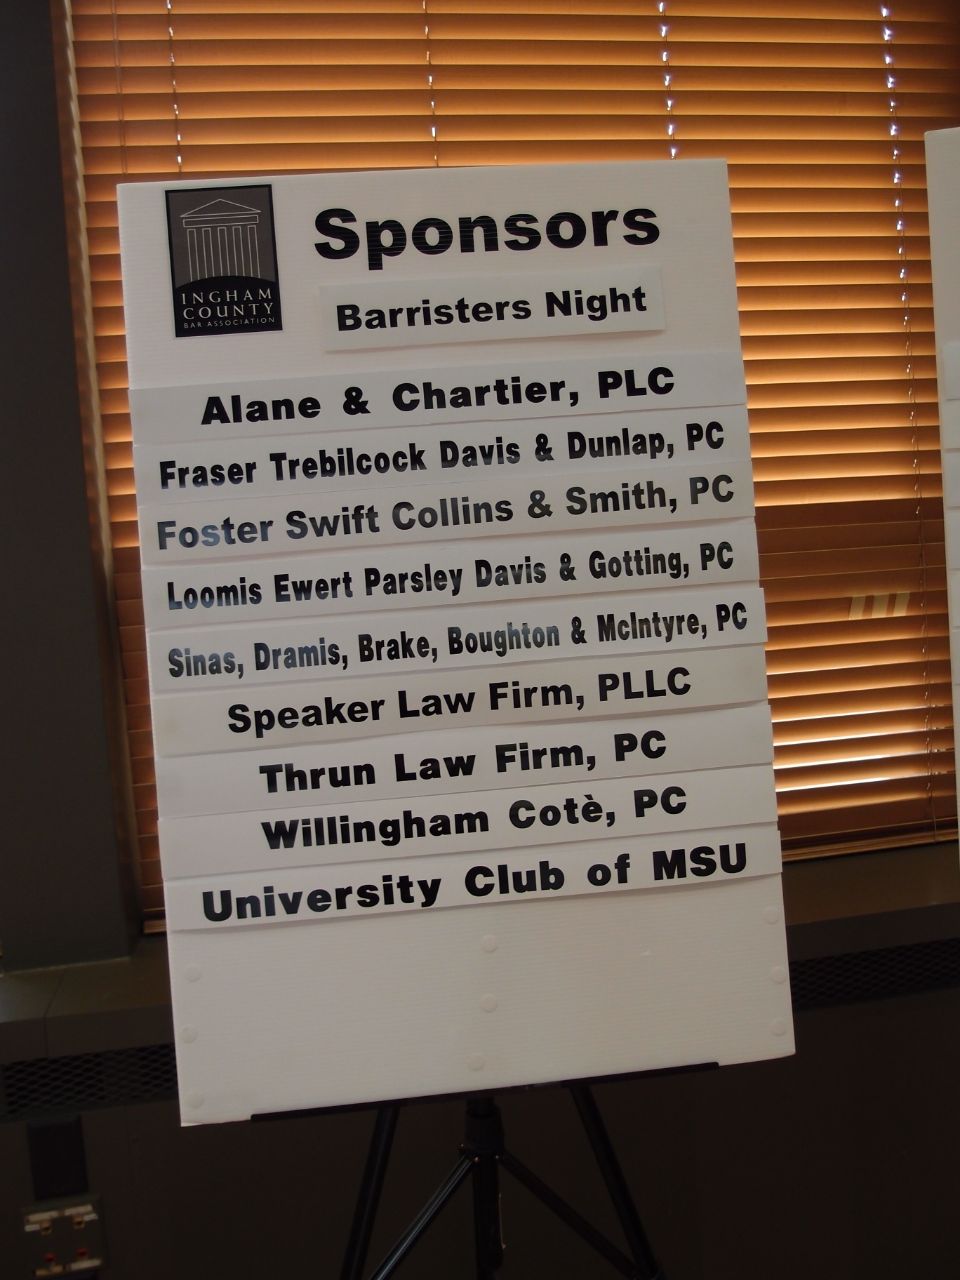 INGHAM
COUNTY
BAR ASSOCIATION
Sponsors
Barristers Night
Alane & Chartier, PLC
Fraser Trebilcock Davis & Dunlap, PC
Foster Swift Collins & Smith, PC
Loomis Ewert Parsley Davis & Gotting, PC
Sinas, Dramis, Brake, Boughton & McIntyre, PC
Speaker Law Firm, PLLC
Thrun Law Firm, PC
Willingham Cotè, PC
University Club of MSU